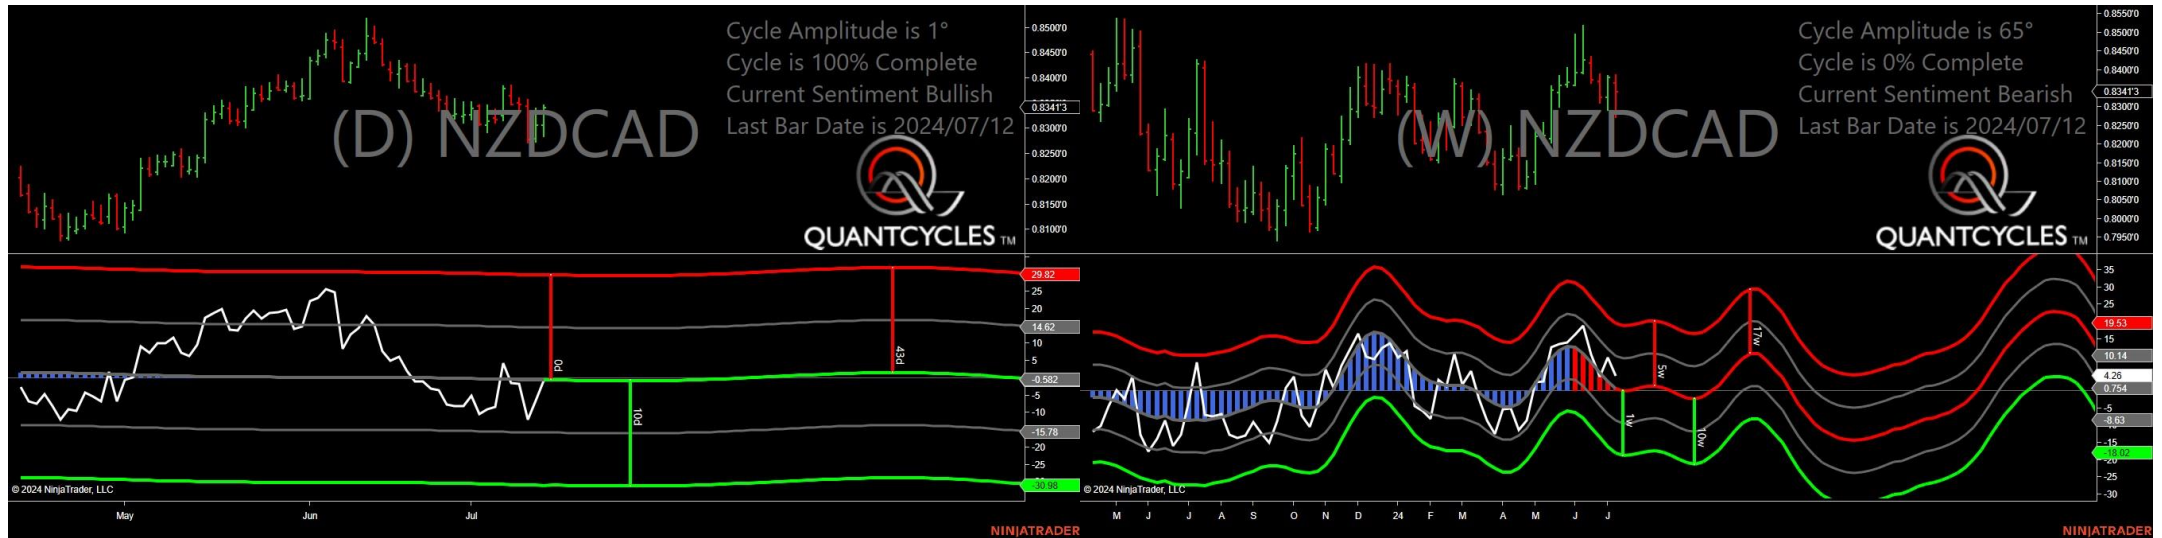 Cycle Amplitude is 1°
Cycle is 100% Complete
Current Sentiment Bullish
Last Bar Date is 2024/07/12
(D) NZDCAD
QUANTCYCLES TM
0.8500'0
0.8450'0
0.8400'0
0.8341'3
0.8300'0
0.8250'0
0.8200'0
0.8150'0
0.8100'0
29.82
25
20
14.62
10
5
-0.582
-5
-10
-15.78
-20
-25
-30.98
0d
10d
43d
© 2024 NinjaTrader, LLC
May
Jun
Jul
NINJATRADER
Cycle Amplitude is 65°
Cycle is 0% Complete
Current Sentiment Bearish
Last Bar Date is 2024/07/12
(W) NZDCAD
QUANTCYCLES TM
0.8550'0
0.8500'0
0.8450'0
0.8400'0
0.8341'3
0.8300'0
0.8250'0
0.8200'0
0.8150'0
0.8100'0
0.8050'0
0.8000'0
0.7950'0
35
30
25
19.53
15
10.14
4.26
0.754
-5
-8.63
-15
-18.02
-25
-30
1w
5w
10w
17w
© 2024 NinjaTrader, LLC
M
J
J
A
S
O
N
D
24
F
M
A
M
J
J
NINJATRADER